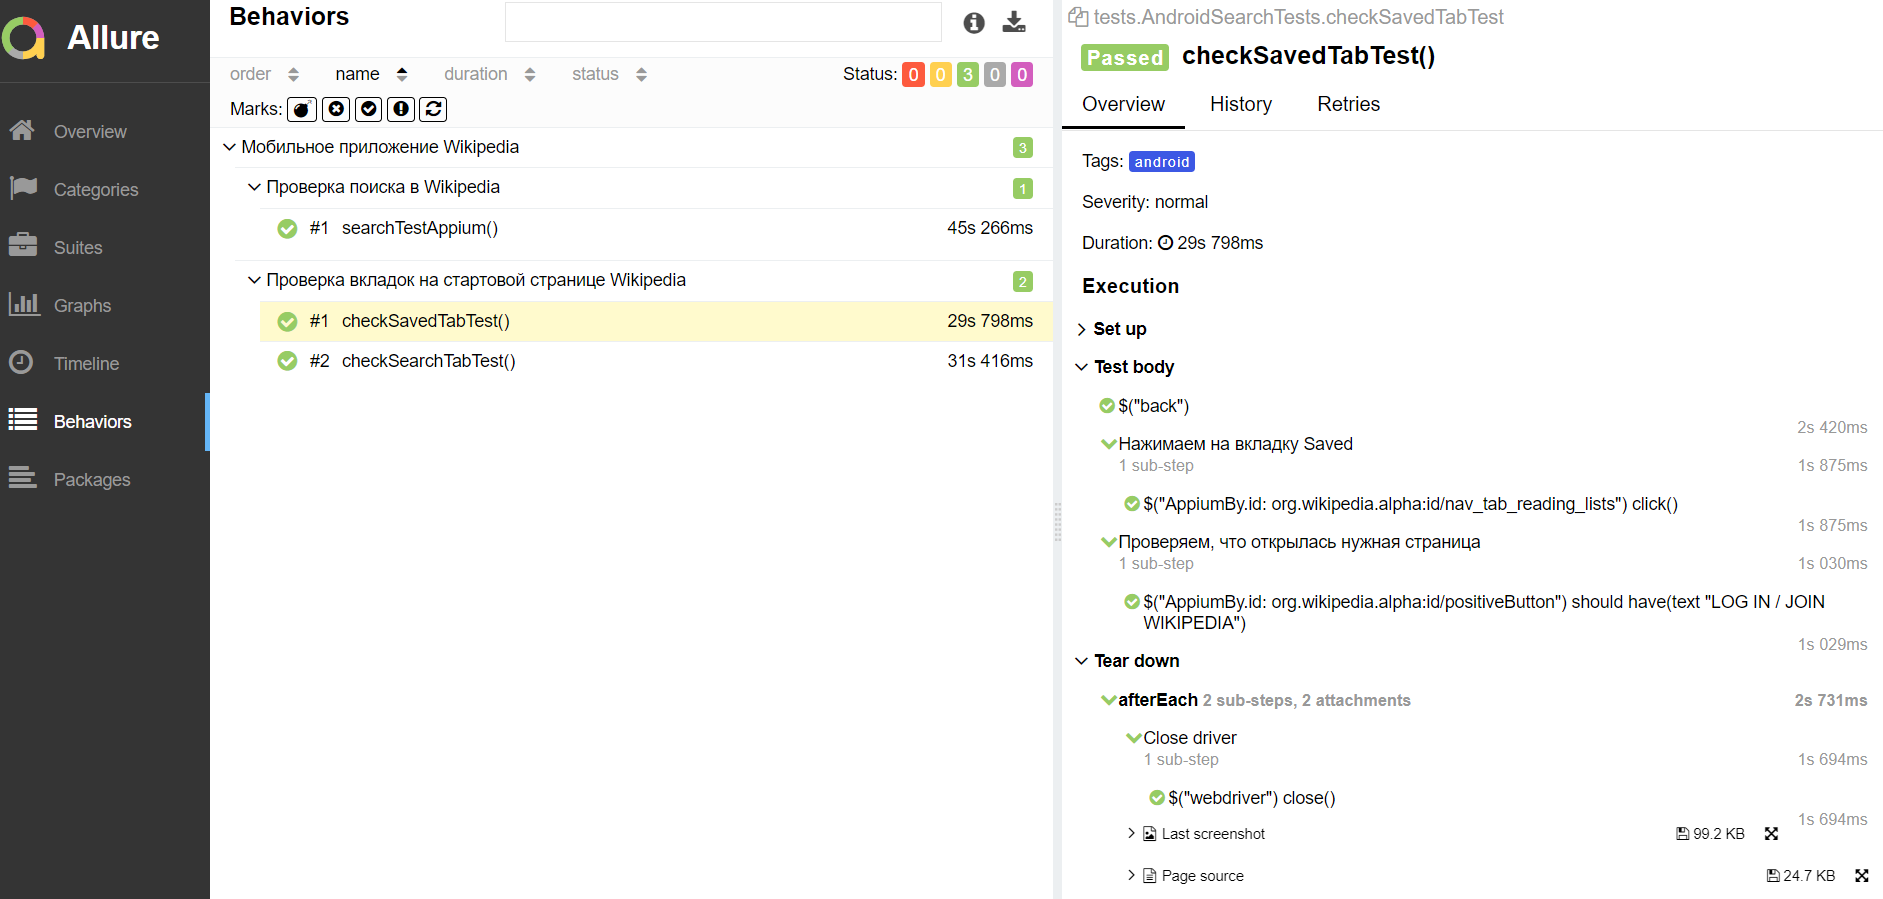 Allure
Overview
Categories
Suites
Graphs
Timeline
Behaviors
Packages
Behaviors
order name duration status Status: 0 0 3 0 0
Marks:
Мобильное приложение Wikipedia 3
Проверка поиска в Wikipedia 1
#1 searchTestAppium() 45s 266ms
Проверка вкладок на стартовой странице Wikipedia 2
#1 checkSavedTabTest() 29s 798ms
#2 checkSearchTabTest() 31s 416ms
tests.AndroidSearchTests.checkSavedTabTest
Passed checkSavedTabTest()
Overview History Retries
Tags: android
Severity: normal
Duration: 29s 798ms
Execution
Set up
Test body
$("back")
2s 420ms
Нажимаем на вкладку Saved
1 sub-step 1s 875ms
$("AppiumBy.id: org.wikipedia.alpha:id/nav_tab_reading_lists") click()
1s 875ms
Проверяем, что открылась нужная страница
1 sub-step 1s 030ms
$("AppiumBy.id: org.wikipedia.alpha:id/positiveButton") should have(text "LOG IN / JOIN
WIKIPEDIA")
1s 029ms
Tear down
afterEach 2 sub-steps, 2 attachments 2s 731ms
Close driver
1 sub-step 1s 694ms
$("webdriver") close()
1s 694ms
Last screenshot 99.2 KB
Page source 24.7 KB